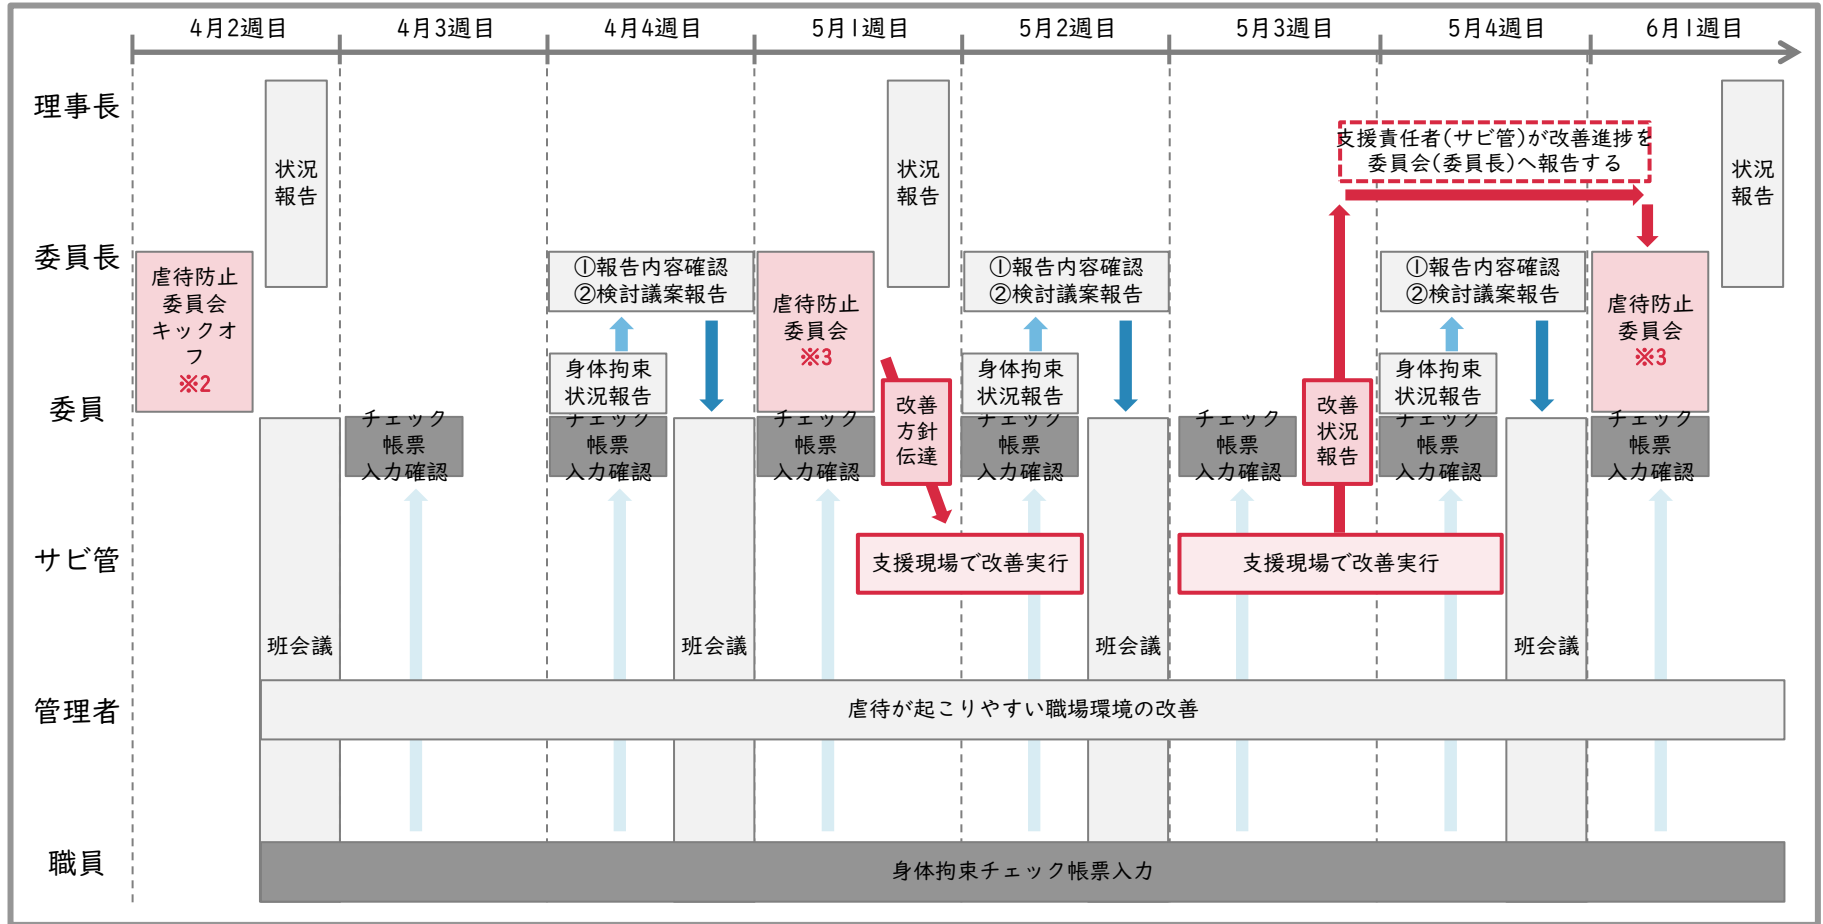 4月2週目
4月3週目
4月4週目
5月1週目
5月2週目
5月3週目
5月4週目
6月1週目
理事長
状況
報告
状況
報告
支援責任者(サビ管)が改善進捗を
委員会(委員長)へ報告する
状況
報告
委員長
虐待防止
委員会
キックオ
フ
※2
①報告内容確認
②検討議案報告
虐待防止
委員会
※3
①報告内容確認
②検討議案報告
①報告内容確認
②検討議案報告
虐待防止
委員会
※3
委員
チェック
帳票
入力確認
身体拘束
状況報告
チェック
帳票
入力確認
チェック
帳票
入力確認
改善
方針
伝達
身体拘束
状況報告
チェック
帳票
入力確認
チェック
帳票
入力確認
改善
状況
報告
身体拘束
状況報告
チェック
帳票
入力確認
チェック
帳票
入力確認
サビ管
支援現場で改善実行
支援現場で改善実行
班会議
班会議
班会議
班会議
管理者
虐待が起こりやすい職場環境の改善
職員
身体拘束チェック帳票入力